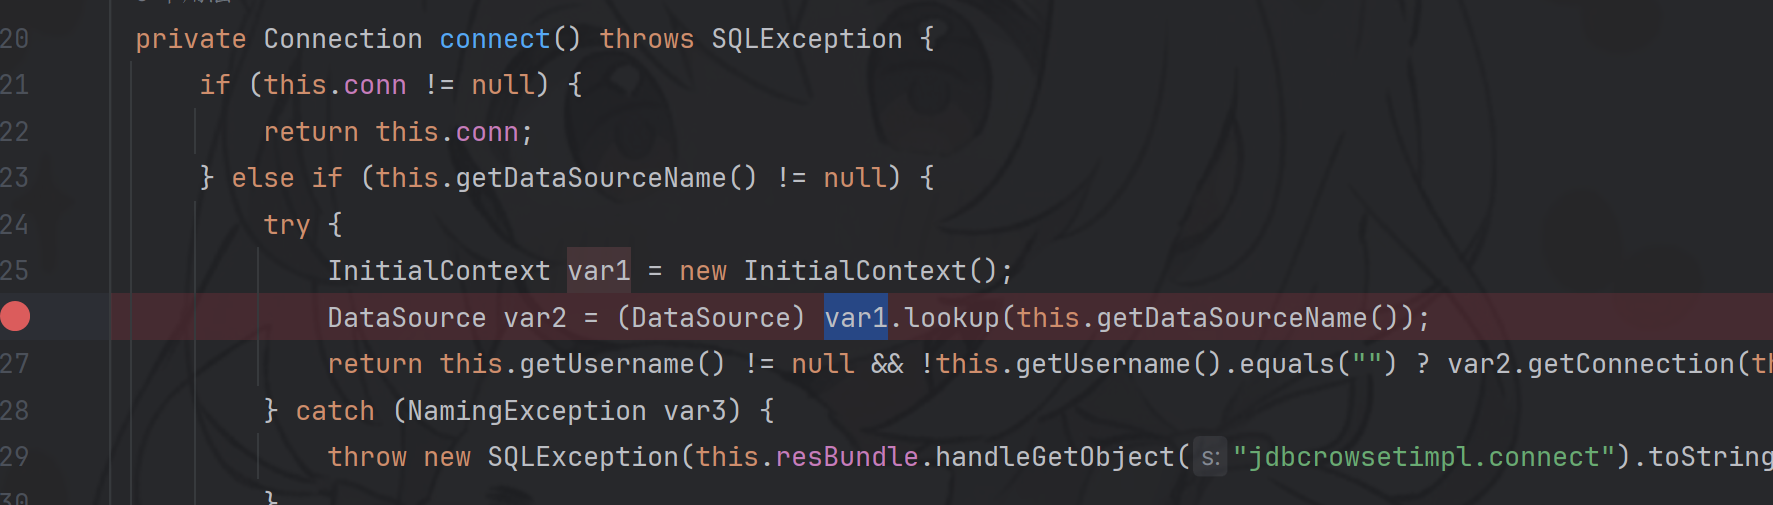 20 private Connection connect() throws SQLException {
21 if (this.conn != null) {
22 return this.conn;
23 } else if (this.getDataSourceName() != null) {
24 try {
25 InitialContext var1 = new InitialContext();
DataSource var2 = (DataSource) var1.lookup(this.getDataSourceName());
27 return this.getUsername() != null && !this.getUsername().equals("") ? var2.getConnection(th
28 } catch (NamingException var3) {
29 throw new SQLException(this.resBundle.handleGetObject( s: "jdbcrowsetimpl.connect").toString
30 }